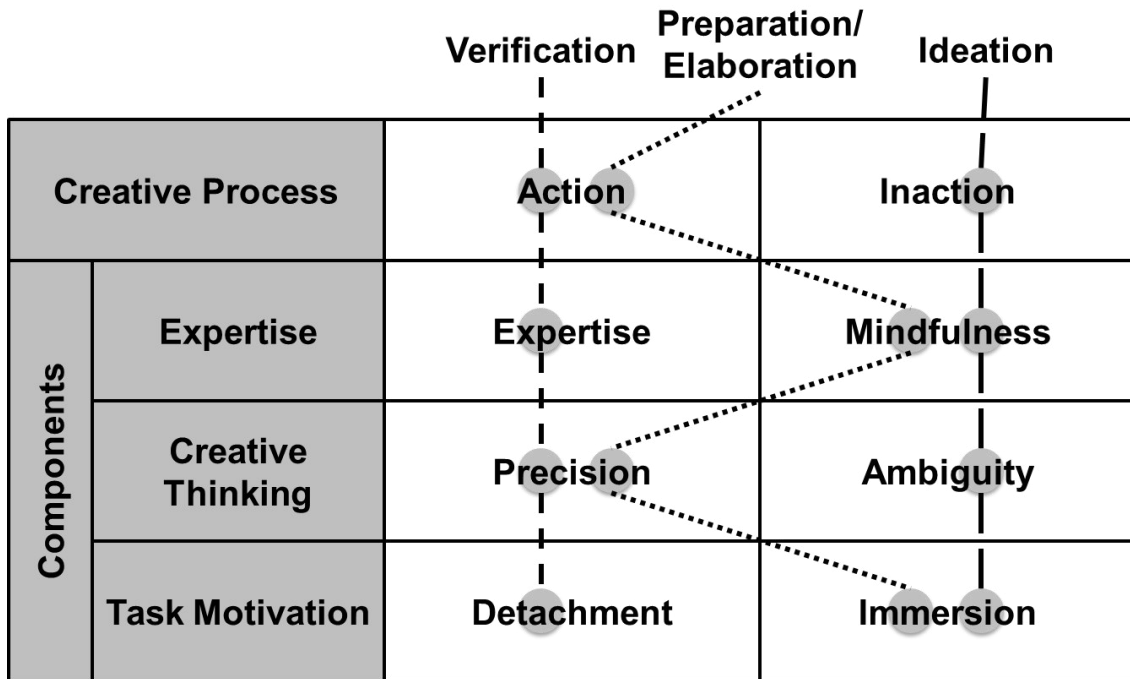 Verification
Preparation/
Elaboration
Ideation
Creative Process
Action
Inaction
Components
Expertise
Expertise
Mindfulness
Creative
Thinking
Precision
Ambiguity
Task Motivation
Detachment
Immersion